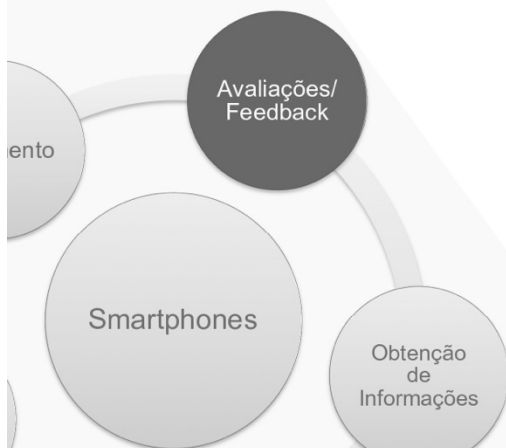 Avaliações/
Feedback
ento
Smartphones
Obtenção
de
Informações